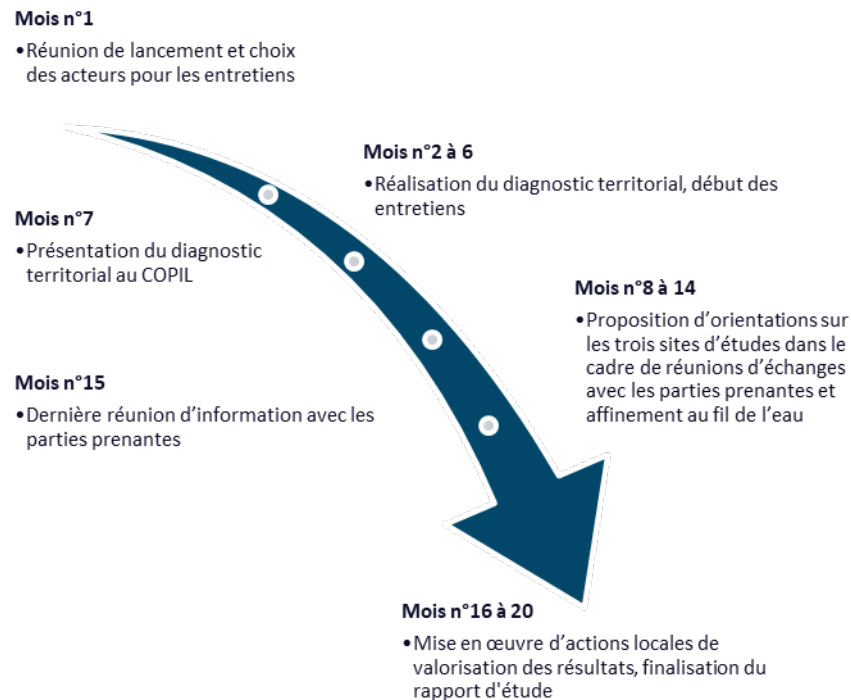 Mois n°1
•Réunion de lancement et choix
des acteurs pour les entretiens
Mois n°2 à 6
•Réalisation du diagnostic territorial, début des
entretiens
Mois n°7
•Présentation du diagnostic
territorial au COPIL
Mois n°8 à 14
•Proposition d’orientations sur
les trois sites d’études dans le
cadre de réunions d’échanges
avec les parties prenantes et
affinement au fil de l’eau
Mois n°15
•Dernière réunion d’information avec les
parties prenantes
Mois n°16 à 20
•Mise en œuvre d’actions locales de
valorisation des résultats, finalisation du
rapport d'étude